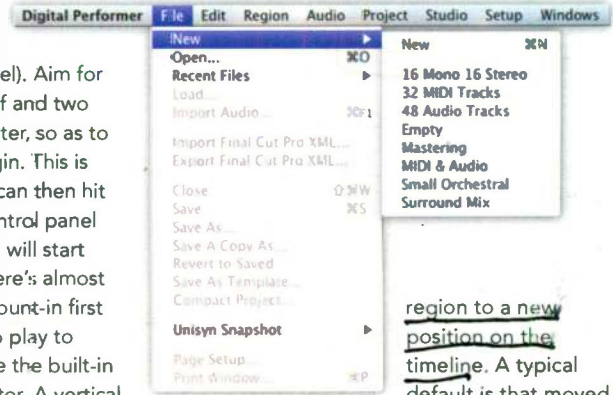 Digital Performer File Edit Region Audio Project Studio Setup Windows
New
Open... ⌘O
Recent Files
Load...
Import Audio... ⌘F1
Import Final Cut Pro XML...
Export Final Cut Pro XML...
Close ⇧⌘W
Save ⌘S
Save As...
Save A Copy As...
Revert to Saved
Save As Template...
Compact Project...
Unisyn Snapshot
Page Setup...
Print Window... ⌘P
New ⌘N
16 Mono 16 Stereo
32 MIDI Tracks
48 Audio Tracks
Empty
Mastering
MIDI & Audio
Small Orchestral
Surround Mix
el). Aim for
f and two
ter, so as to
gin. This is
can then hit
ntrol panel
will start
ere's almost
ount-in first
play to
e the built-in
tor. A vertical
region to a new
position on the
timeline. A typical
default is that moved